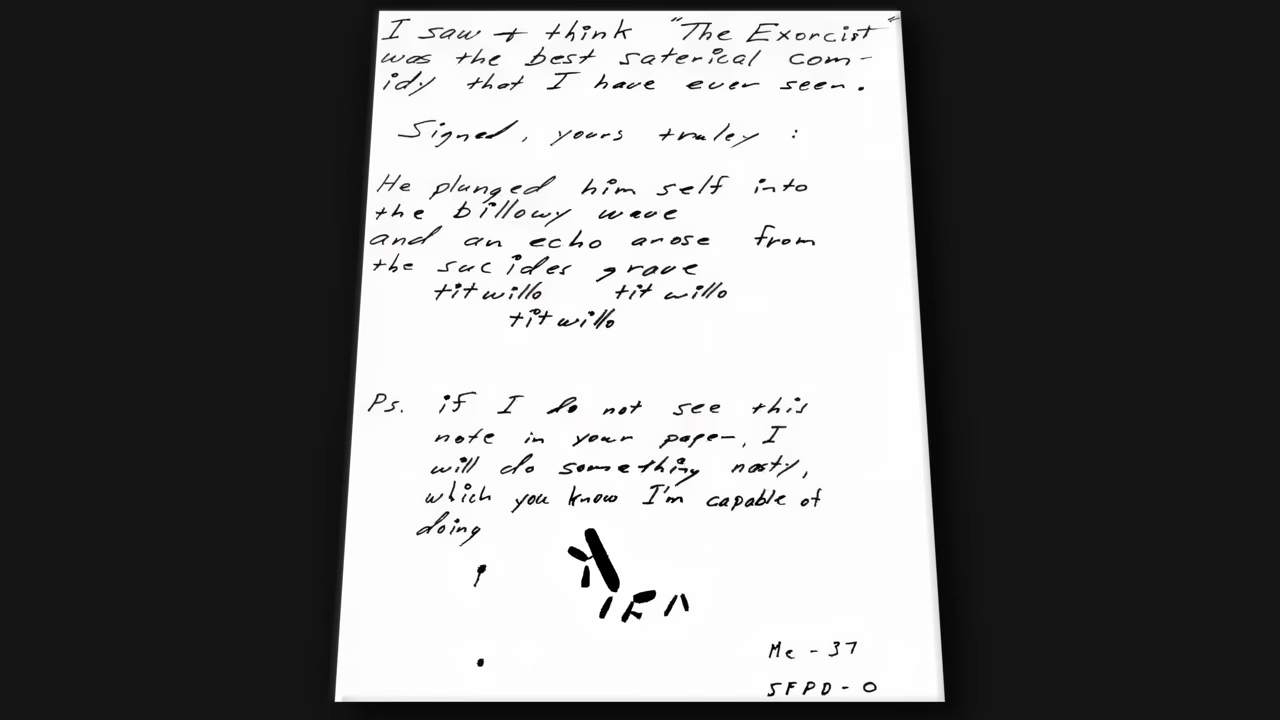 I saw + think "The Exorcist"
was the best saterical com-
idy that I have ever seen.
Signed, yours truley :
He plunged him self into
the billowy wave
and an echo arose from
the sucides grave
tit willo tit willo
tit willo
Ps. if I do not see this
note in your paper, I
will do something nasty,
which you know I'm capable of
doing
Me - 37
SFPD - 0